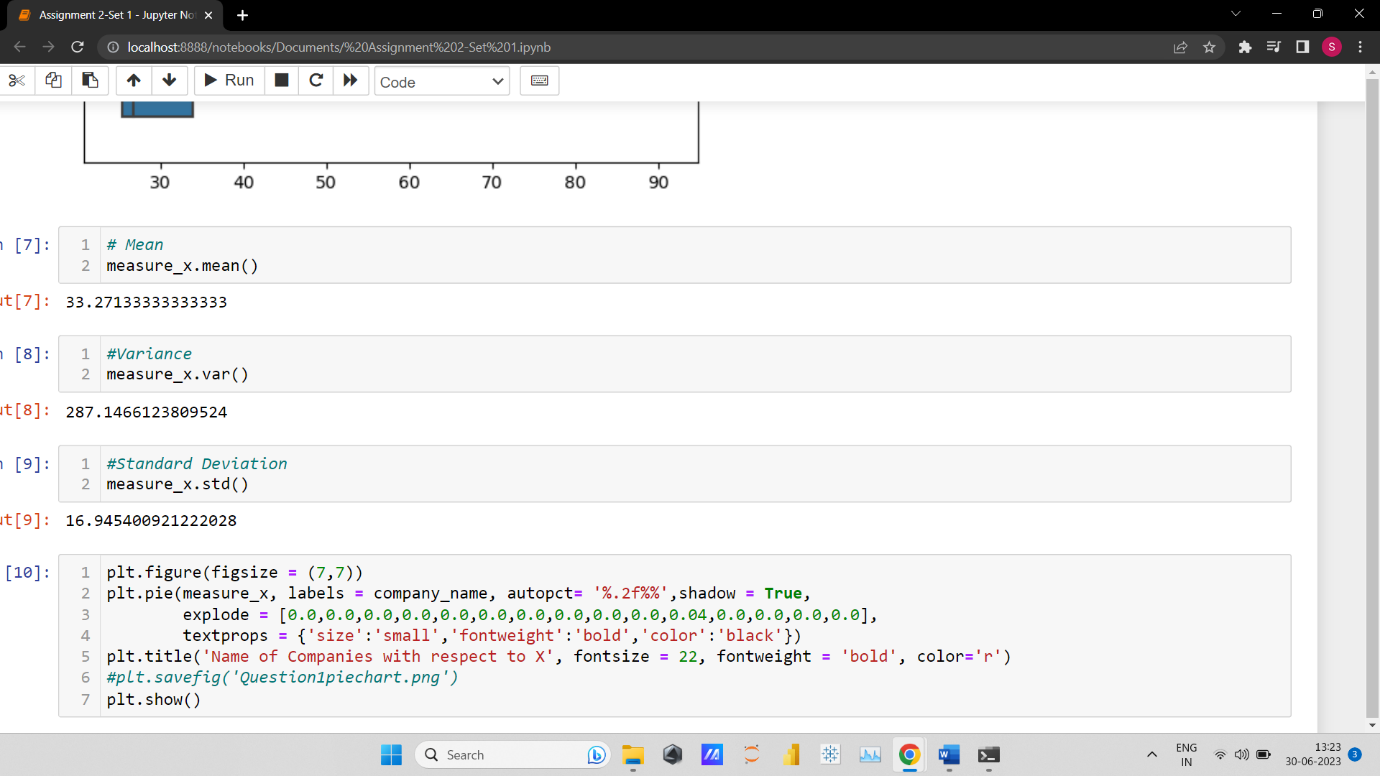 Assignment 2-Set 1 - Jupyter No
localhost:8888/notebooks/Documents/%20Assignment%202-Set%201.ipynb
S
Run
Code
30 40 50 60 70 80 90
[7]:
1 # Mean
2 measure_x.mean()
ut[7]: 33.27133333333333
[8]:
1 #Variance
2 measure_x.var()
ut[8]: 287.1466123809524
[9]:
1 #Standard Deviation
2 measure_x.std()
ut[9]: 16.945400921222028
[10]:
1 plt.figure(figsize = (7,7))
2 plt.pie(measure_x, labels = company_name, autopct= '%.2f%%',shadow = True,
3 explode = [0.0,0.0,0.0,0.0,0.0,0.0,0.0,0.0,0.0,0.0,0.04,0.0,0.0,0.0,0.0],
4 textprops = {'size':'small','fontweight':'bold','color':'black'})
5 plt.title('Name of Companies with respect to X', fontsize = 22, fontweight = 'bold', color='r')
6 #plt.savefig('Question1piechart.png')
7 plt.show()
Search
ENG
IN
13:23
30-06-2023
3